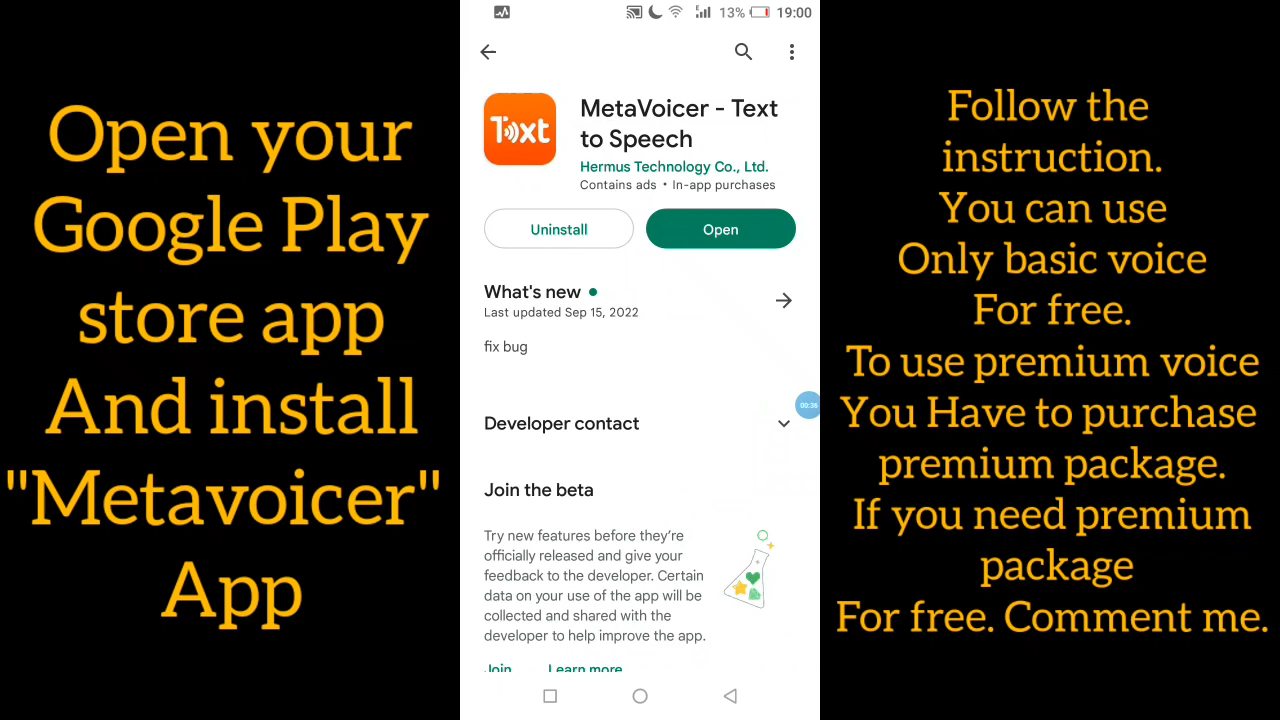 Open your
Google Play
store app
And install
"Metavoicer"
App
13% 19:00
Text
MetaVoicer - Text
to Speech
Hermus Technology Co., Ltd.
Contains ads • In-app purchases
Uninstall
Open
What's new
Last updated Sep 15, 2022
fix bug
00:36
Developer contact
Join the beta
Try new features before they're
officially released and give your
feedback to the developer. Certain
data on your use of the app will be
collected and shared with the
developer to help improve the app.
Join Learn more
Follow the
instruction.
You can use
Only basic voice
For free.
To use premium voice
You Have to purchase
premium package.
If you need premium
package
For free. Comment me.